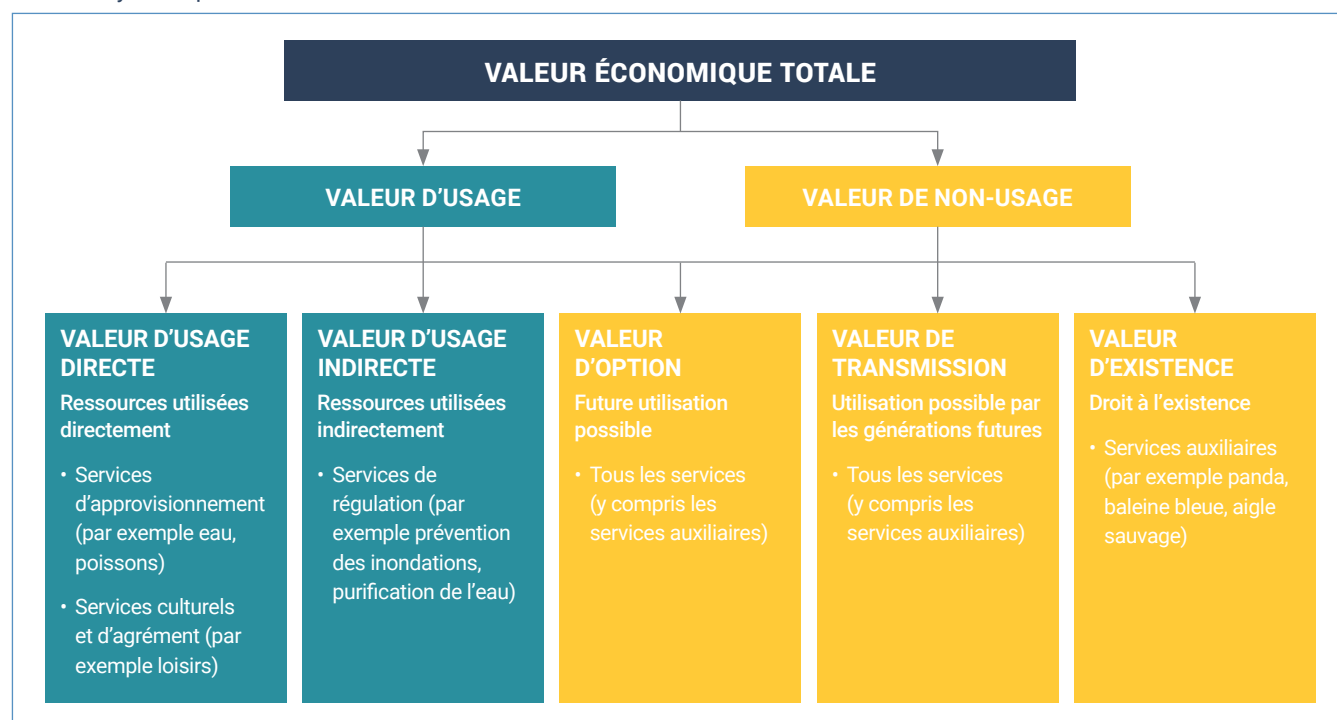 VALEUR ÉCONOMIQUE TOTALE
VALEUR D’USAGE
VALEUR DE NON-USAGE
VALEUR D’USAGE
DIRECTE
Ressources utilisées
directement
• Services
d’approvisionnement
(par exemple eau,
poissons)
• Services culturels
et d’agrément (par
exemple loisirs)
VALEUR D’USAGE
INDIRECTE
Ressources utilisées
indirectement
• Services de
régulation (par
exemple prévention
des inondations,
purification de l’eau)
VALEUR
D’OPTION
Future utilisation
possible
• Tous les services
(y compris les
services auxiliaires)
VALEUR DE
TRANSMISSION
Utilisation possible par
les générations futures
• Tous les services
(y compris les
services auxiliaires)
VALEUR
D’EXISTENCE
Droit à l’existence
• Services auxiliaires
(par exemple panda,
baleine bleue, aigle
sauvage)